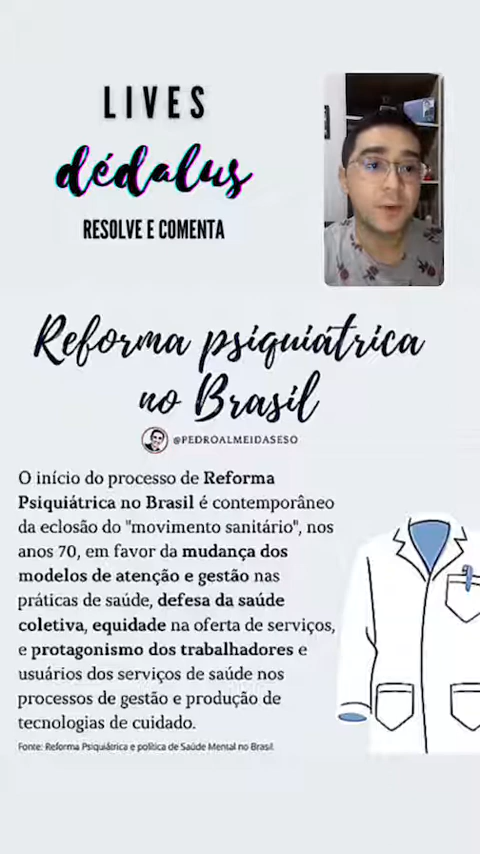 LIVES
dédalus
RESOLVE E COMENTA
Reforma psiquiátrica
no Brasil
@PEDROALMEIDASESO
O início do processo de Reforma
Psiquiátrica no Brasil é contemporâneo
da eclosão do "movimento sanitário", nos
anos 70, em favor da mudança dos
modelos de atenção e gestão nas
práticas de saúde, defesa da saúde
coletiva, equidade na oferta de serviços,
e protagonismo dos trabalhadores e
usuários dos serviços de saúde nos
processos de gestão e produção de
tecnologias de cuidado.
Fonte: Reforma Psiquiátrica e política de Saúde Mental no Brasil.